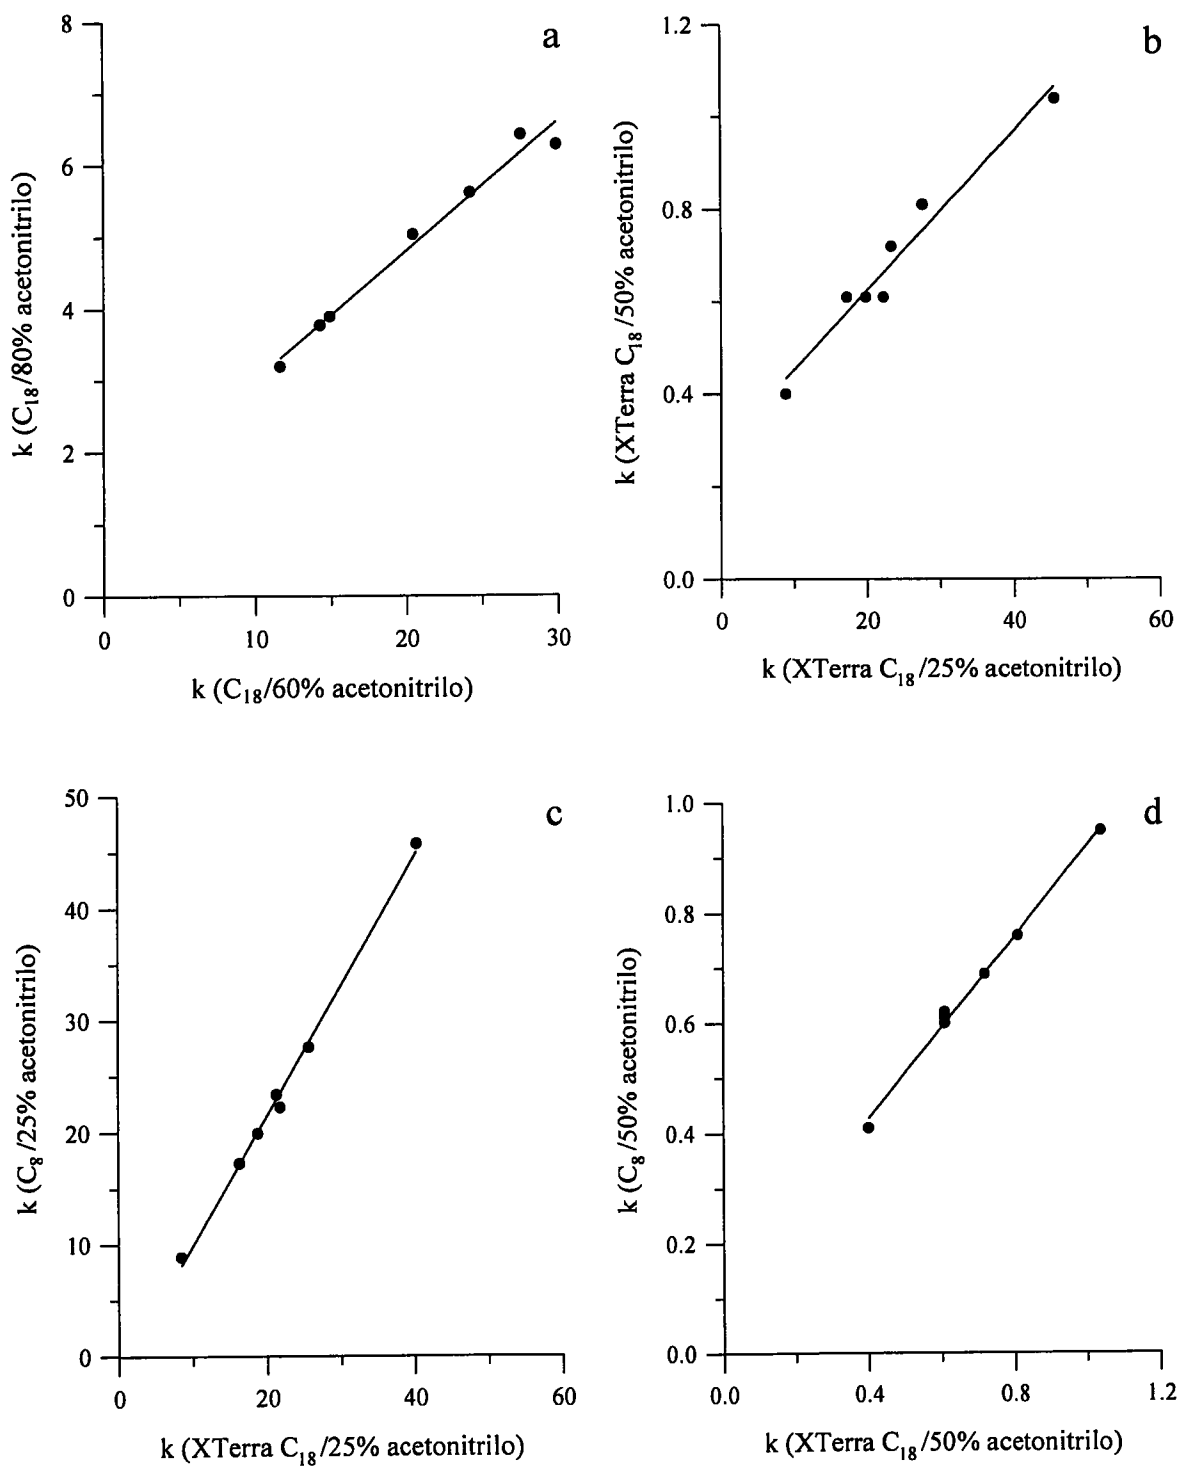 a
8
6
4
2
0
k (C18/80% acetonitrilo)
0 10 20 30
k (C18/60% acetonitrilo)
b
1.2
0.8
0.4
0.0
k (XTerra C18/50% acetonitrilo)
0 20 40 60
k (XTerra C18/25% acetonitrilo)
c
50
40
30
20
10
0
k (C8/25% acetonitrilo)
0 20 40 60
k (XTerra C18/25% acetonitrilo)
d
1.0
0.8
0.6
0.4
0.2
0.0
k (C8/50% acetonitrilo)
0.0 0.4 0.8 1.2
k (XTerra C18/50% acetonitrilo)